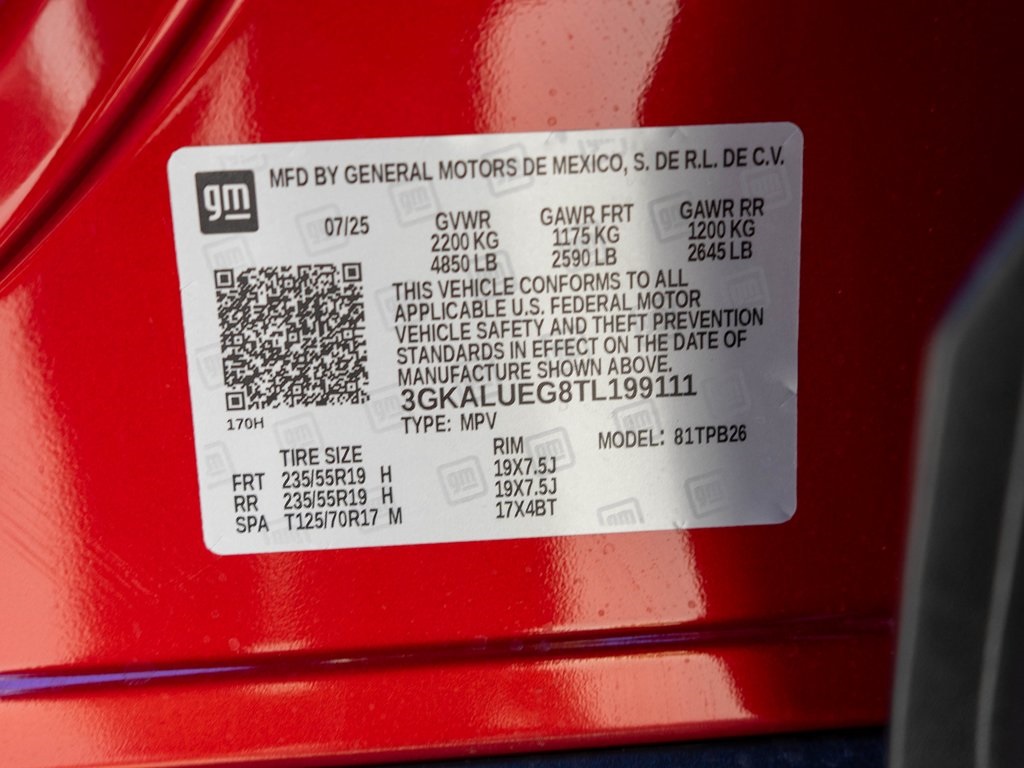 gm
MFD BY GENERAL MOTORS DE MEXICO, S. DE R.L. DE C.V.
07/25 GVWR GAWR FRT GAWR RR
2200 KG 1175 KG 1200 KG
4850 LB 2590 LB 2645 LB
THIS VEHICLE CONFORMS TO ALL
APPLICABLE U.S. FEDERAL MOTOR
VEHICLE SAFETY AND THEFT PREVENTION
STANDARDS IN EFFECT ON THE DATE OF
MANUFACTURE SHOWN ABOVE.
3GKALUEG8TL199111
170H
TYPE: MPV MODEL: 81TPB26
TIRE SIZE RIM
FRT 235/55R19 H 19X7.5J
RR 235/55R19 H 19X7.5J
SPA T125/70R17 M 17X4BT